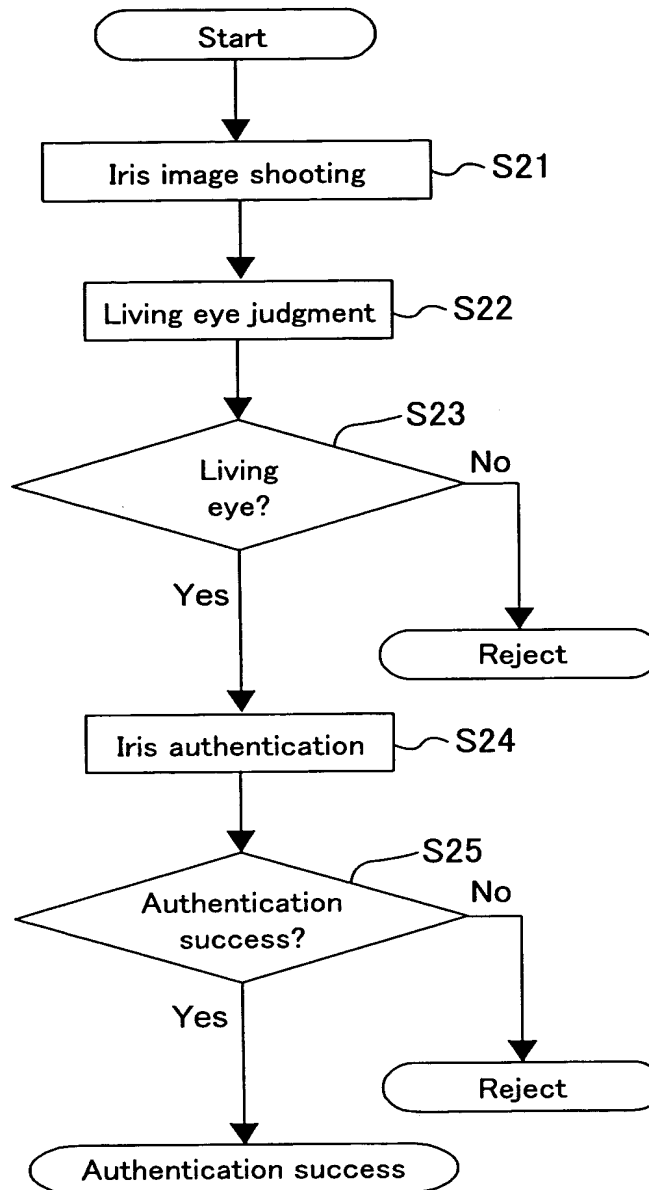 Start
Iris image shooting
S21
Living eye judgment
S22
S23
Living
eye?
No
Yes
Reject
Iris authentication
S24
S25
Authentication
success?
No
Yes
Reject
Authentication success